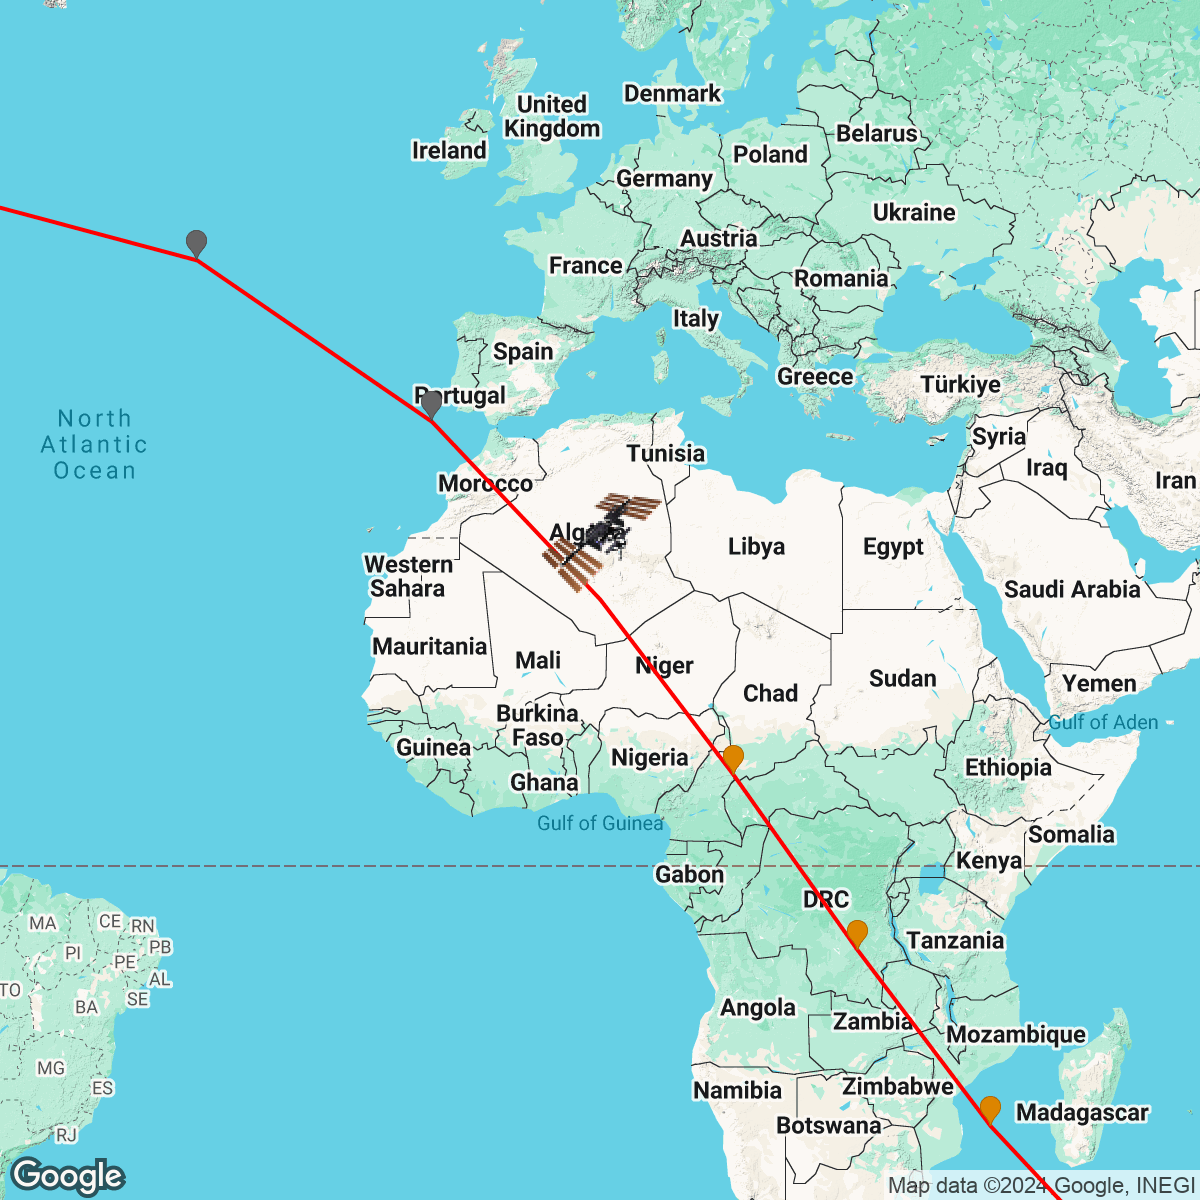 Denmark
United
Kingdom
Belarus
Ireland
Poland
Germany
Ukraine
Austria
France
Romania
Italy
Spain
Greece
Türkiye
Portugal
North
Atlantic
Ocean
Syria
Tunisia
Iraq
Iran
Morocco
Libya
Egypt
Western
Sahara
Saudi Arabia
Mauritania
Mali
Niger
Sudan
Yemen
Chad
Burkina
Faso
Gulf of Aden
Guinea
Nigeria
Ethiopia
Ghana
Gulf of Guinea
Somalia
Kenya
Gabon
DRC
MA
CE
RN
PB
PI
PE
Tanzania
AL
TO
SE
BA
Angola
Zambia
Mozambique
MG
ES
Zimbabwe
Namibia
Madagascar
Botswana
RJ
Google
Map data ©2024 Google, INEGI